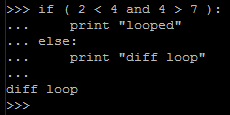 >>> if ( 2 < 4 and 4 > 7 ):
...     print "looped"
... else:
...     print "diff loop"
...
diff loop
>>>